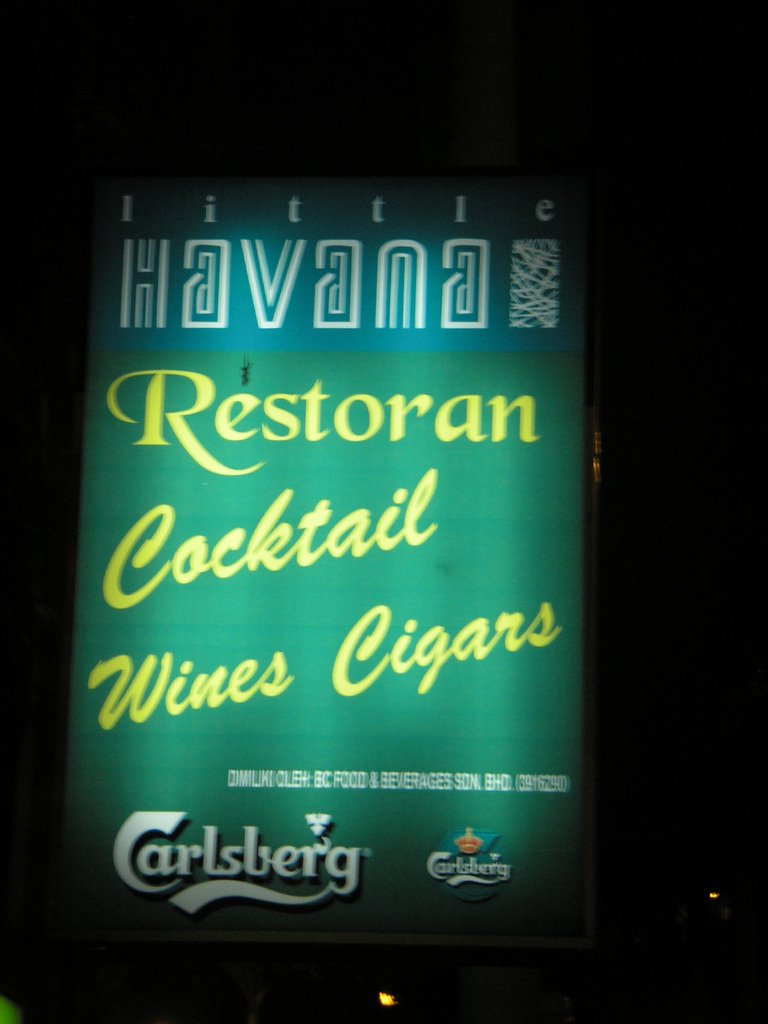 little
Havana
Restoran
Cocktail
Wines Cigars
DIMILIKI OLEH: BC FOOD & BEVERAGES SDN. BHD.
Carlsberg Carlsberg